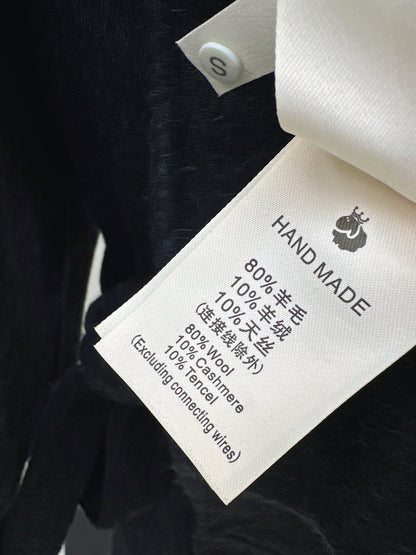 S
HAND MADE
80%羊毛
10%羊绒
10%天丝
(连接线除外)
80% Wool
10% Cashmere
10% Tencel
(Excluding connecting wires)